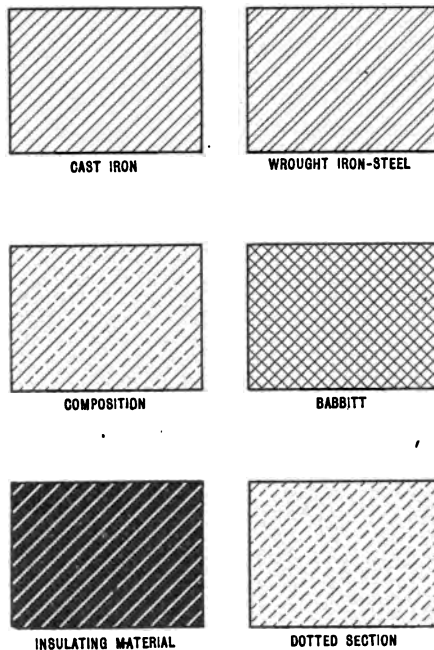 CAST IRON
WROUGHT IRON-STEEL
COMPOSITION
BABBITT
INSULATING MATERIAL
DOTTED SECTION